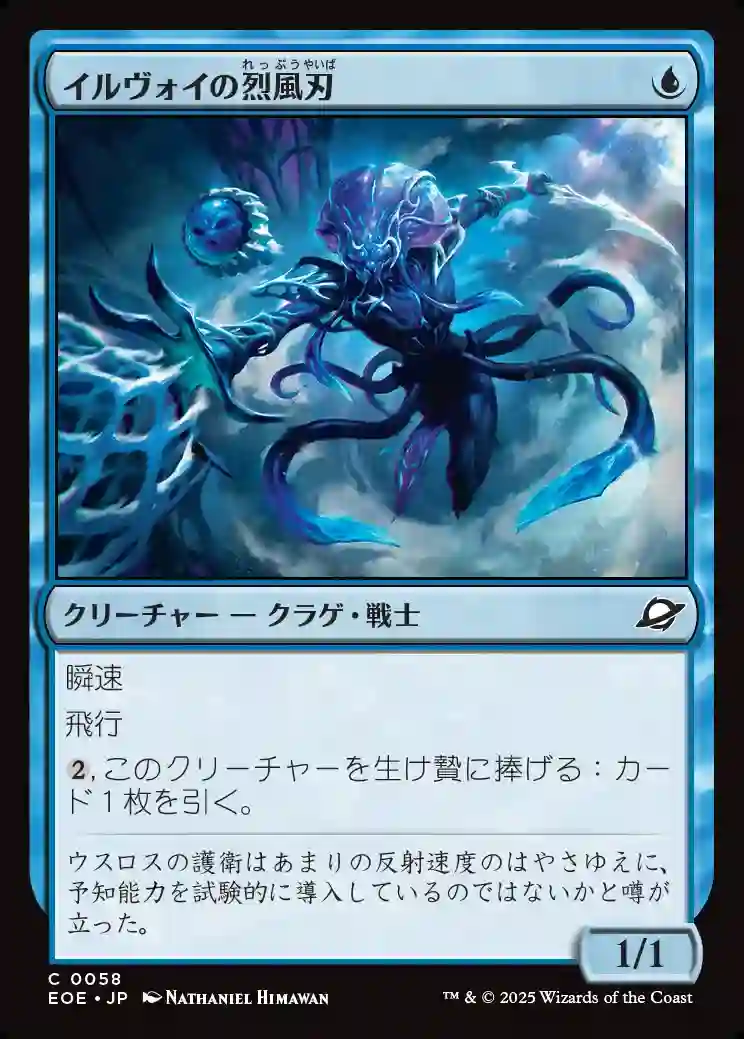 れっぷうやいば
イルヴォイの烈風刃
クリーチャー — クラゲ・戦士
瞬速
飛行
2,このクリーチャーを生け贄に捧げる：カー
ド1枚を引く。
ウスロスの護衛はあまりの反射速度のはやさゆえに、
予知能力を試験的に導入しているのではないかと噂が
立った。
1/1
C 0058
EOE • JP NATHANIEL HIMAWAN
™ & © 2025 Wizards of the Coast